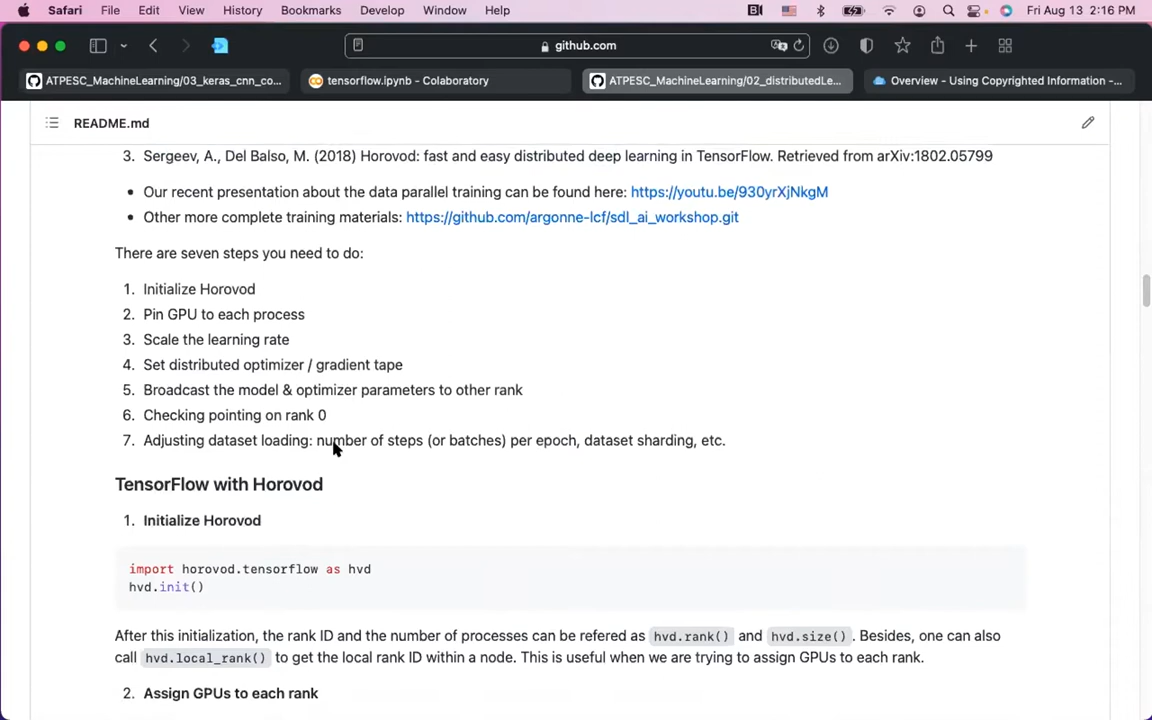 Safari File Edit View History Bookmarks Develop Window Help Fri Aug 13 2:16 PM
github.com
ATPESC_MachineLearning/03_keras_cnn_co... tensorflow.ipynb - Colaboratory ATPESC_MachineLearning/02_distributedLe... Overview - Using Copyrighted Information -...
README.md
3. Sergeev, A., Del Balso, M. (2018) Horovod: fast and easy distributed deep learning in TensorFlow. Retrieved from arXiv:1802.05799
• Our recent presentation about the data parallel training can be found here: https://youtu.be/930yrXjNkgM
• Other more complete training materials: https://github.com/argonne-lcf/sdl_ai_workshop.git
There are seven steps you need to do:
1. Initialize Horovod
2. Pin GPU to each process
3. Scale the learning rate
4. Set distributed optimizer / gradient tape
5. Broadcast the model & optimizer parameters to other rank
6. Checking pointing on rank 0
7. Adjusting dataset loading: number of steps (or batches) per epoch, dataset sharding, etc.
TensorFlow with Horovod
1. Initialize Horovod
import horovod.tensorflow as hvd
hvd.init()
After this initialization, the rank ID and the number of processes can be refered as hvd.rank() and hvd.size(). Besides, one can also
call hvd.local_rank() to get the local rank ID within a node. This is useful when we are trying to assign GPUs to each rank.
2. Assign GPUs to each rank